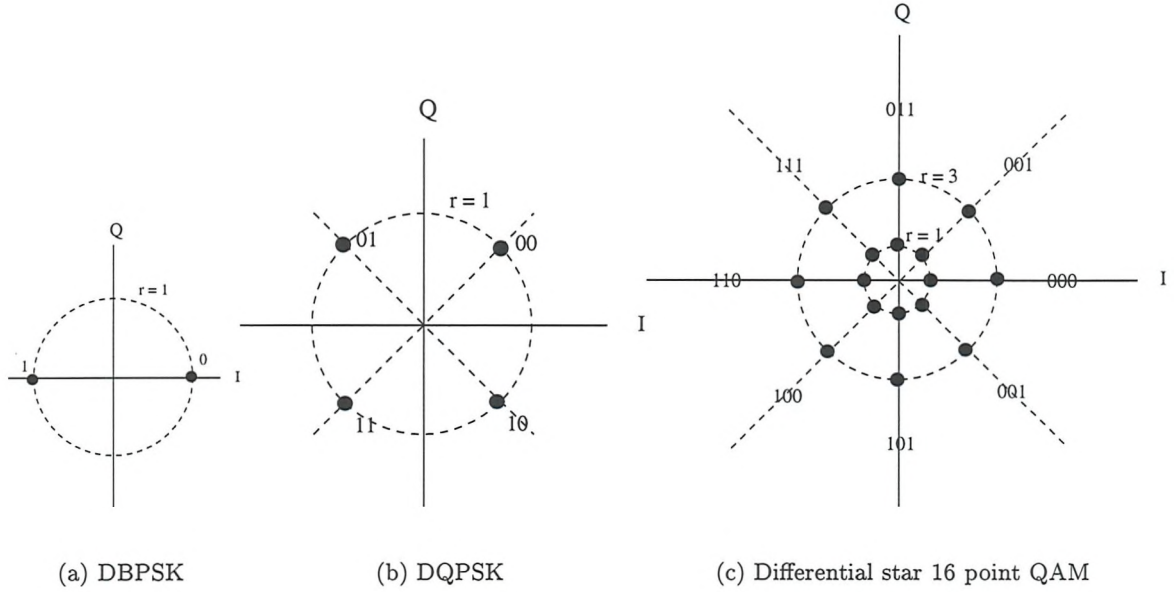 Q
r = 1
1
0
I
(a) DBPSK
Q
r = 1
01
00
I
11
10
(b) DQPSK
Q
011
111
r = 3
001
r = 1
110
000
I
100
001
101
(c) Differential star 16 point QAM